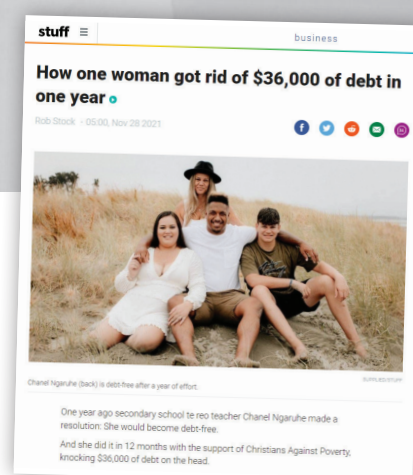 stuff
business
How one woman got rid of $36,000 of debt in
one year
Rob Stock • 05:00, Nov 28 2021
SUPPLIED/STUFF
Chanel Ngaruhe (back) is debt-free after a year of effort.
One year ago secondary school te reo teacher Chanel Ngaruhe made a
resolution: She would become debt-free.
And she did it in 12 months with the support of Christians Against Poverty,
knocking $36,000 of debt on the head.